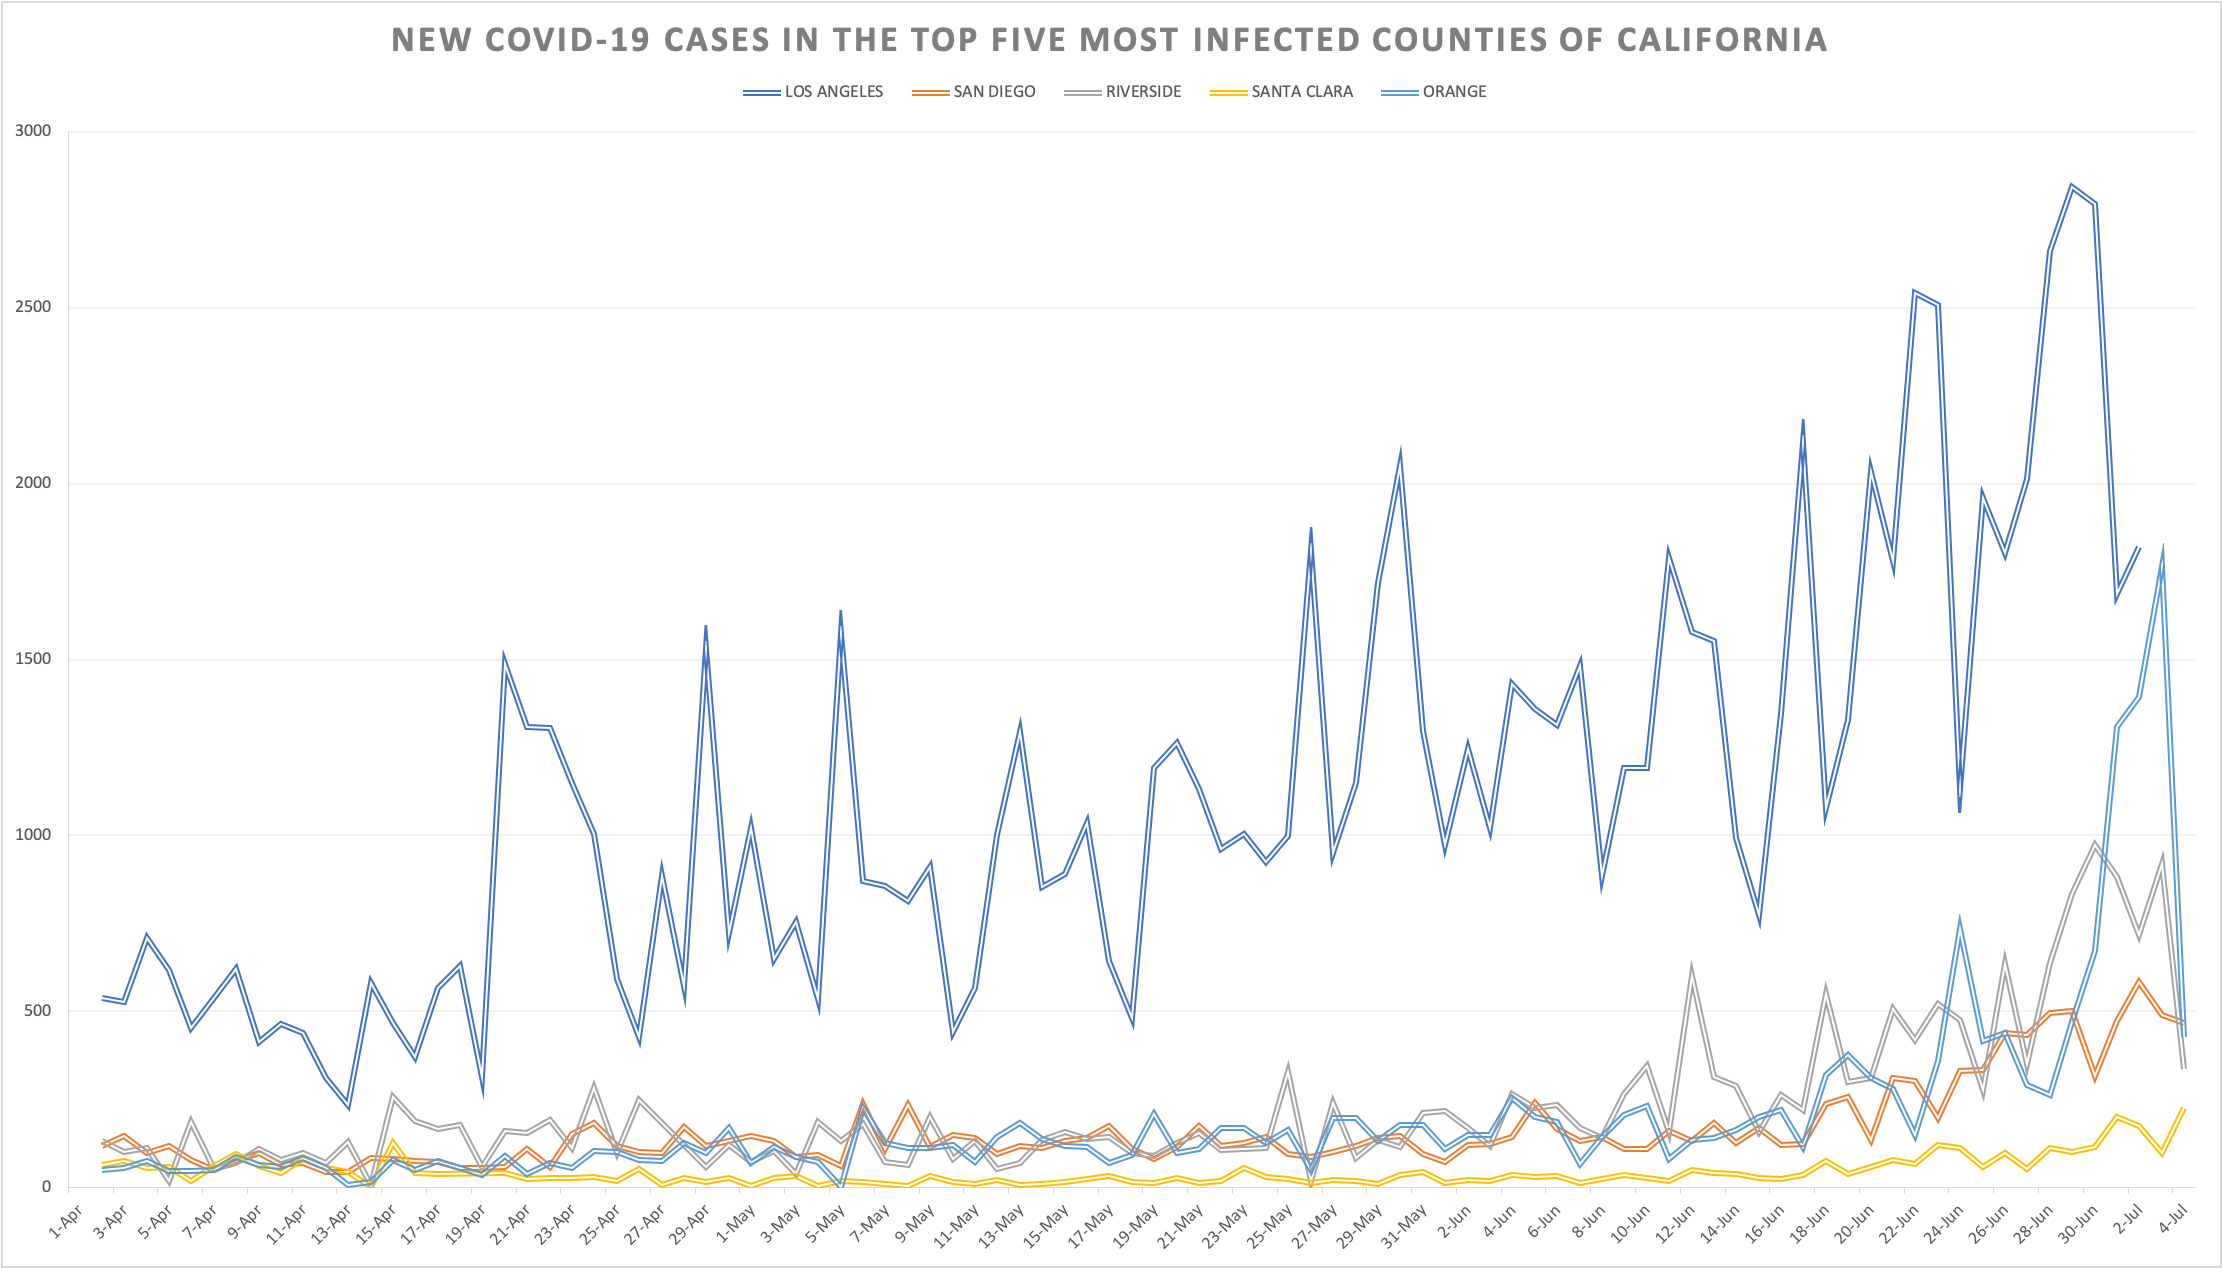 NEW COVID-19 CASES IN THE TOP FIVE MOST INFECTED COUNTIES OF CALIFORNIA
LOS ANGELES SAN DIEGO RIVERSIDE SANTA CLARA ORANGE
3000
2500
2000
1500
1000
500
0
1-Apr 3-Apr 5-Apr 7-Apr 9-Apr 11-Apr 13-Apr 15-Apr 17-Apr 19-Apr 21-Apr 23-Apr 25-Apr 27-Apr 29-Apr 1-May 3-May 5-May 7-May 9-May 11-May 13-May 15-May 17-May 19-May 21-May 23-May 25-May 27-May 29-May 31-May 2-Jun 4-Jun 6-Jun 8-Jun 10-Jun 12-Jun 14-Jun 16-Jun 18-Jun 20-Jun 22-Jun 24-Jun 26-Jun 28-Jun 30-Jun 2-Jul 4-Jul